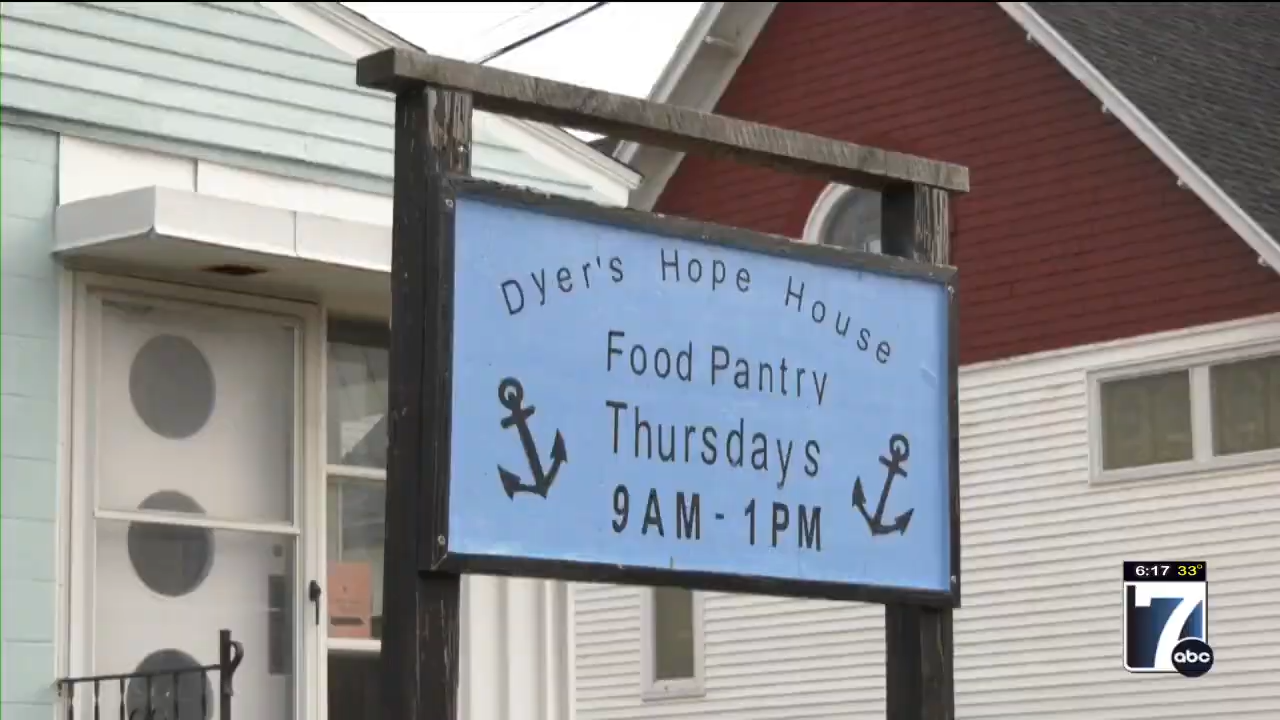 Dyer's Hope House
Food Pantry
Thursdays
9AM - 1PM
6:17 33°
7
abc